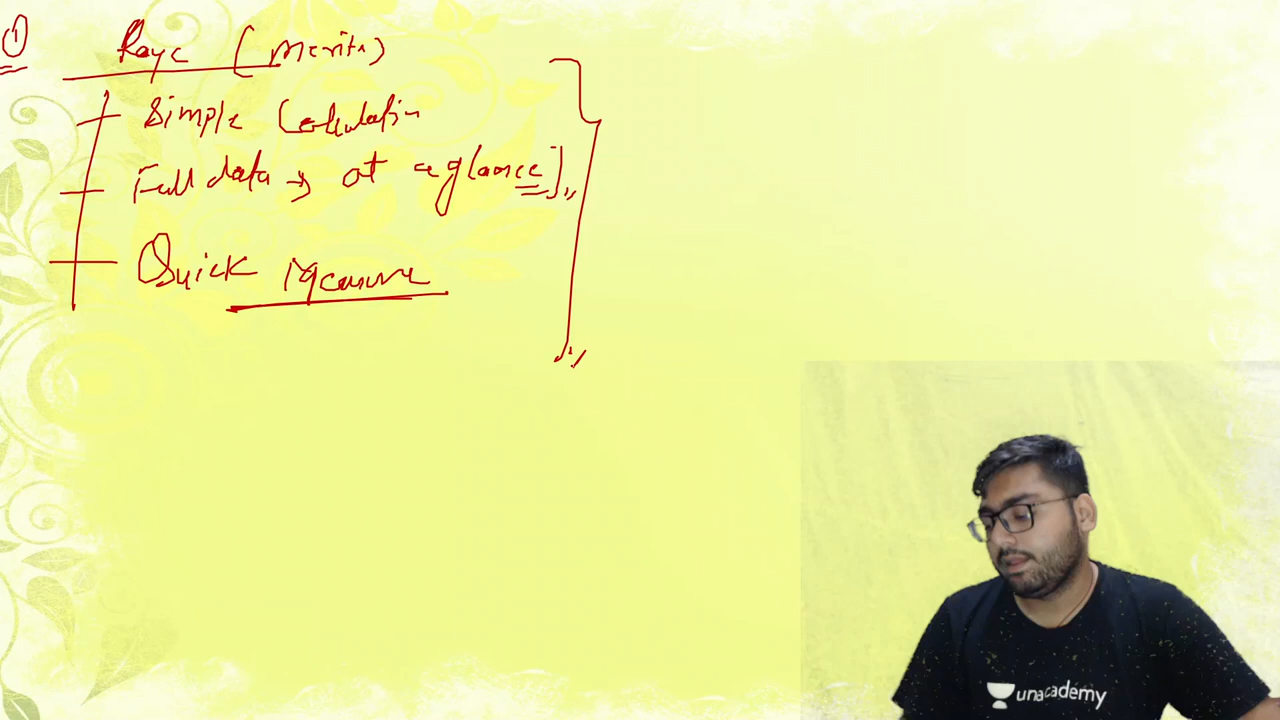 ① Range (Merits)
Simple Calculation
Full data → at a glance
Quick Measure
unacademy